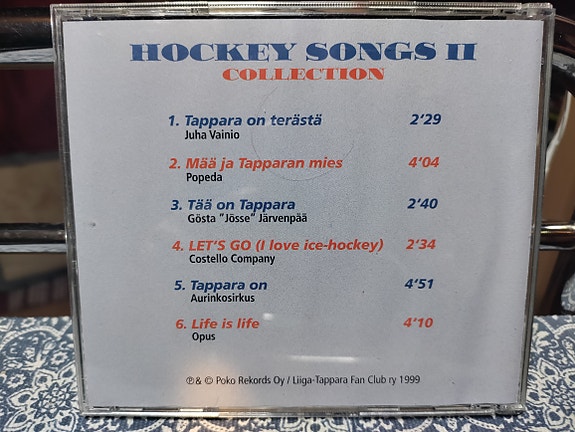 HOCKEY SONGS II
COLLECTION
1. Tappara on terästä 2'29
Juha Vainio
2. Mää ja Tapparan mies 4'04
Popeda
3. Tää on Tappara 2'40
Gösta "Jösse" Järvenpää
4. LET'S GO (I love ice-hockey) 2'34
Costello Company
5. Tappara on 4'51
Aurinkosirkus
6. Life is life 4'10
Opus
℗ & © Poko Rekords Oy / Liiga-Tappara Fan Club ry 1999